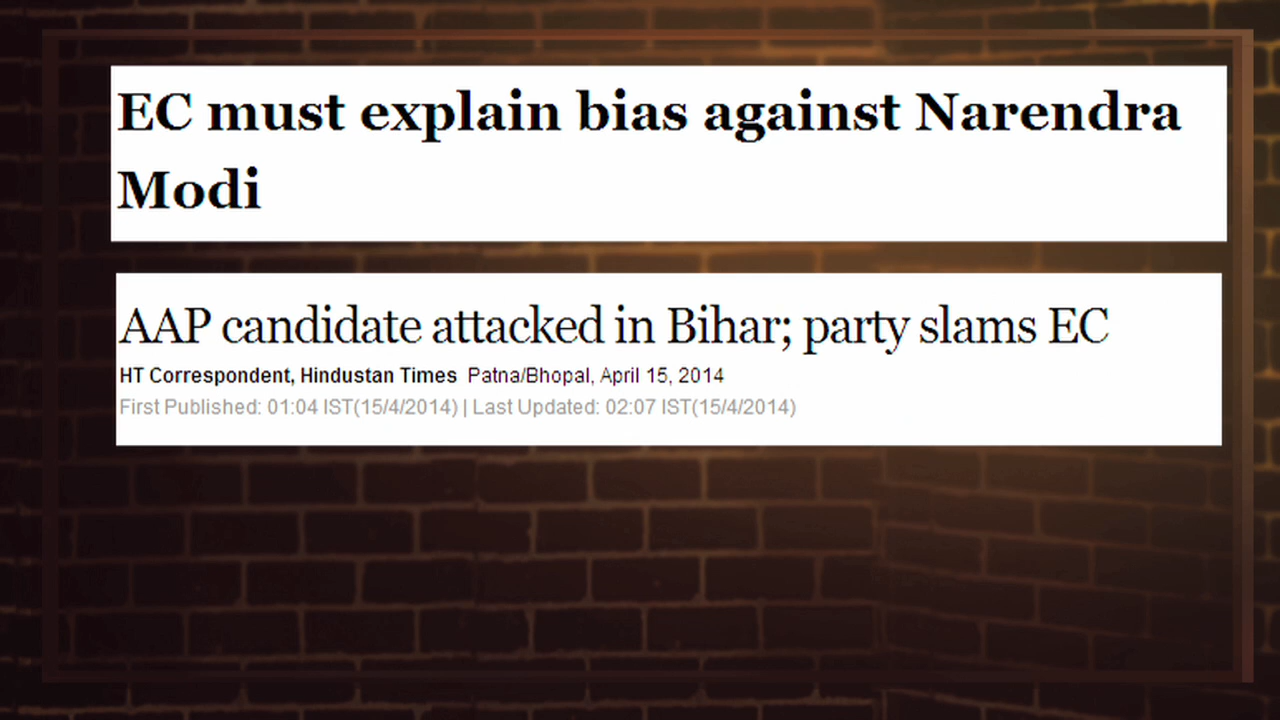 EC must explain bias against Narendra
Modi
AAP candidate attacked in Bihar; party slams EC
HT Correspondent, Hindustan Times Patna/Bhopal, April 15, 2014
First Published: 01:04 IST(15/4/2014) | Last Updated: 02:07 IST(15/4/2014)